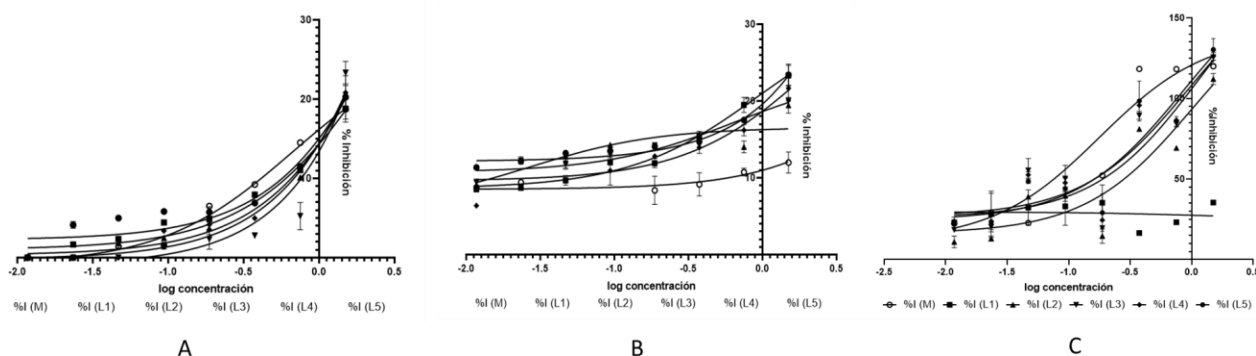 30
20
10
% Inhibición
-2.0 -1.5 -1.0 -0.5 0.0 0.5
log concentración
%I (M) %I (L1) %I (L2) %I (L3) %I (L4) %I (L5)
A
30
20
10
% Inhibición
-2.0 -1.5 -1.0 -0.5 0.0 0.5
log concentración
%I (M) %I (L1) %I (L2) %I (L3) %I (L4) %I (L5)
B
150
100
50
%Inhibición
-2.5 -2.0 -1.5 -1.0 -0.5 0.0 0.5
log concentración
%I (M) %I (L1) %I (L2) %I (L3) %I (L4) %I (L5)
C